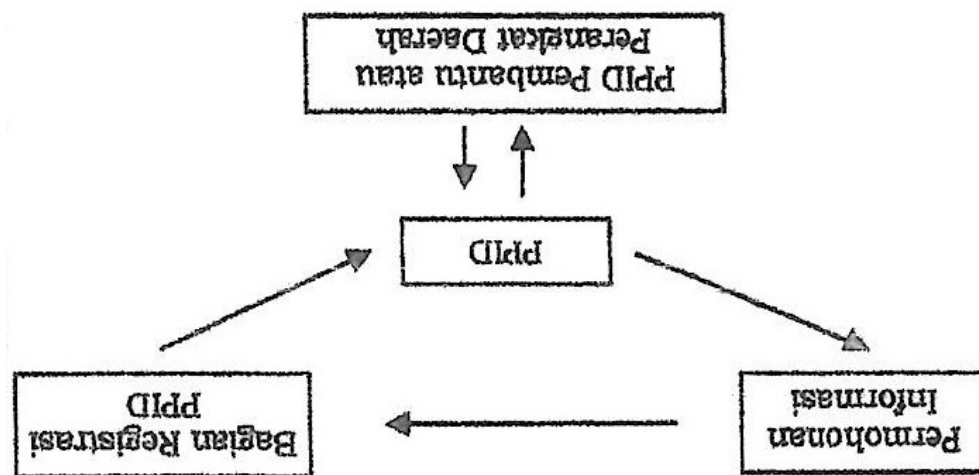 Permohonan
Informasi
Bagian Registrasi
PPID
PPID
PPID Pembantu atau
Perangkat Daerah